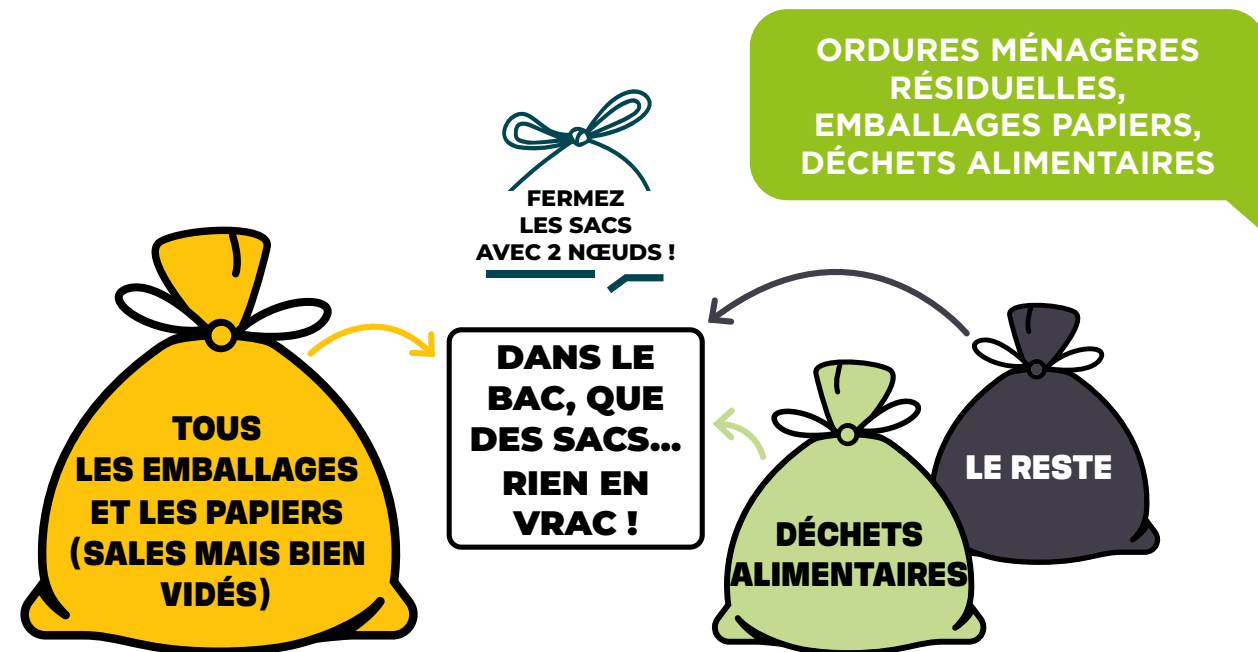 ORDURES MÉNAGÈRES
RÉSIDUELLES,
EMBALLAGES PAPIERS,
DÉCHETS ALIMENTAIRES
FERMEZ
LES SACS
AVEC 2 NŒUDS !
TOUS
LES EMBALLAGES
ET LES PAPIERS
(SALES MAIS BIEN
VIDÉS)
DANS LE
BAC, QUE
DES SACS...
RIEN EN
VRAC !
DÉCHETS
ALIMENTAIRES
LE RESTE